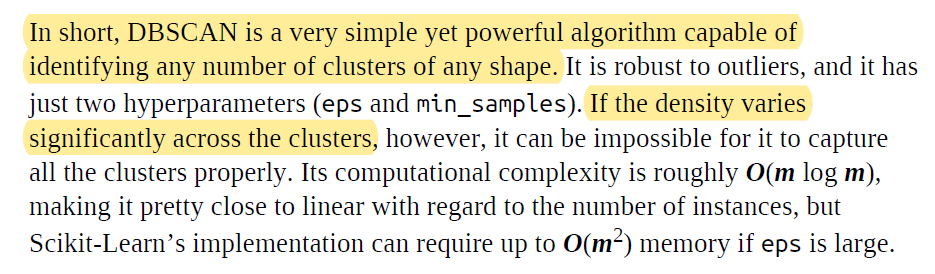 In short, DBSCAN is a very simple yet powerful algorithm capable of
identifying any number of clusters of any shape. It is robust to outliers, and it has
just two hyperparameters (eps and min_samples). If the density varies
significantly across the clusters, however, it can be impossible for it to capture
all the clusters properly. Its computational complexity is roughly O(m log m),
making it pretty close to linear with regard to the number of instances, but
Scikit-Learn’s implementation can require up to O(m²) memory if eps is large.